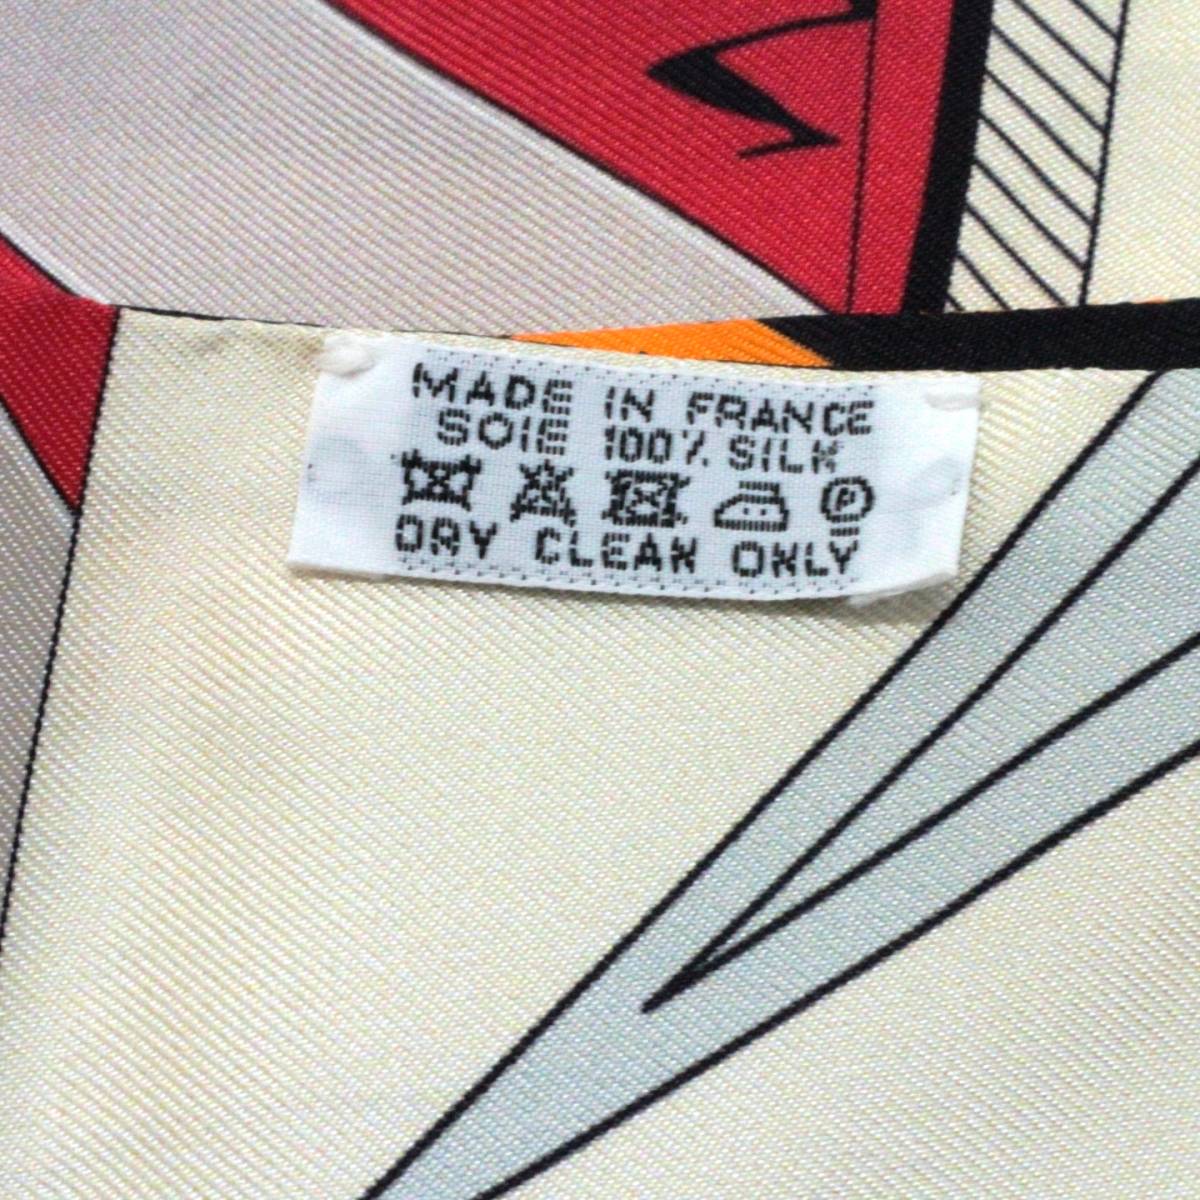 MADE IN FRANCE
SOIE 100% SILK
P
DRY CLEAN ONLY